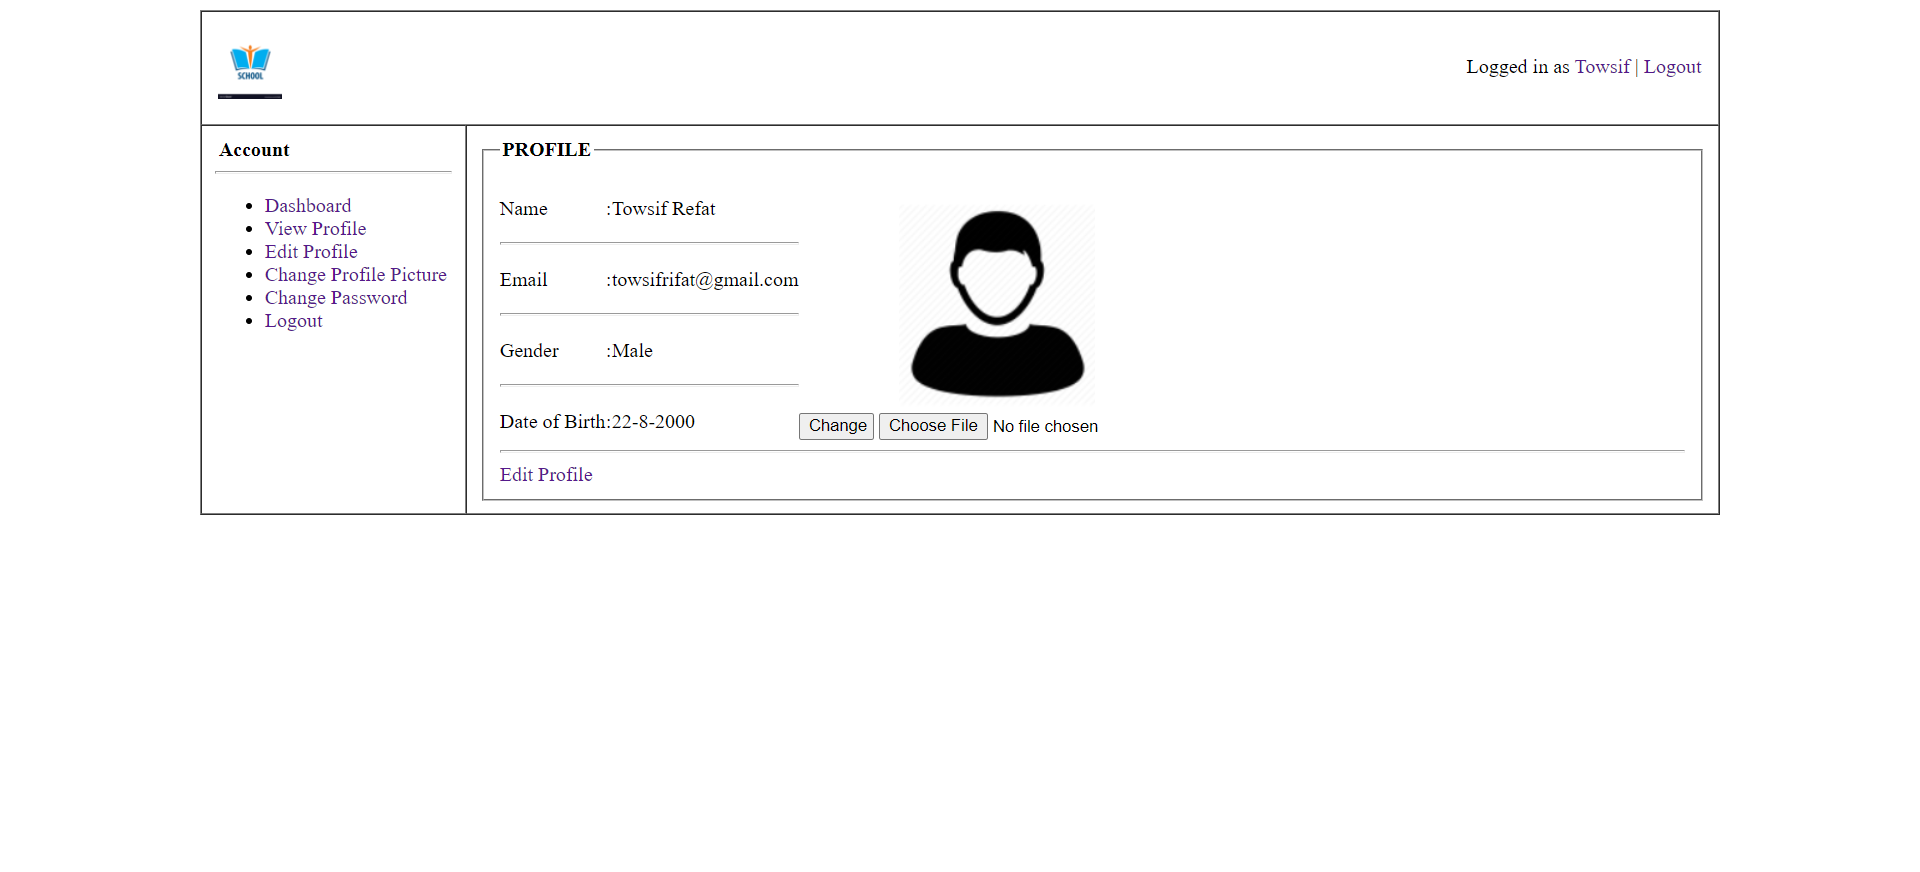 SCHOOL
Logged in as Towsif | Logout
Account
Dashboard
View Profile
Edit Profile
Change Profile Picture
Change Password
Logout
PROFILE
Name :Towsif Refat
Email :towsifrifat@gmail.com
Gender :Male
Date of Birth:22-8-2000
Change Choose File No file chosen
Edit Profile